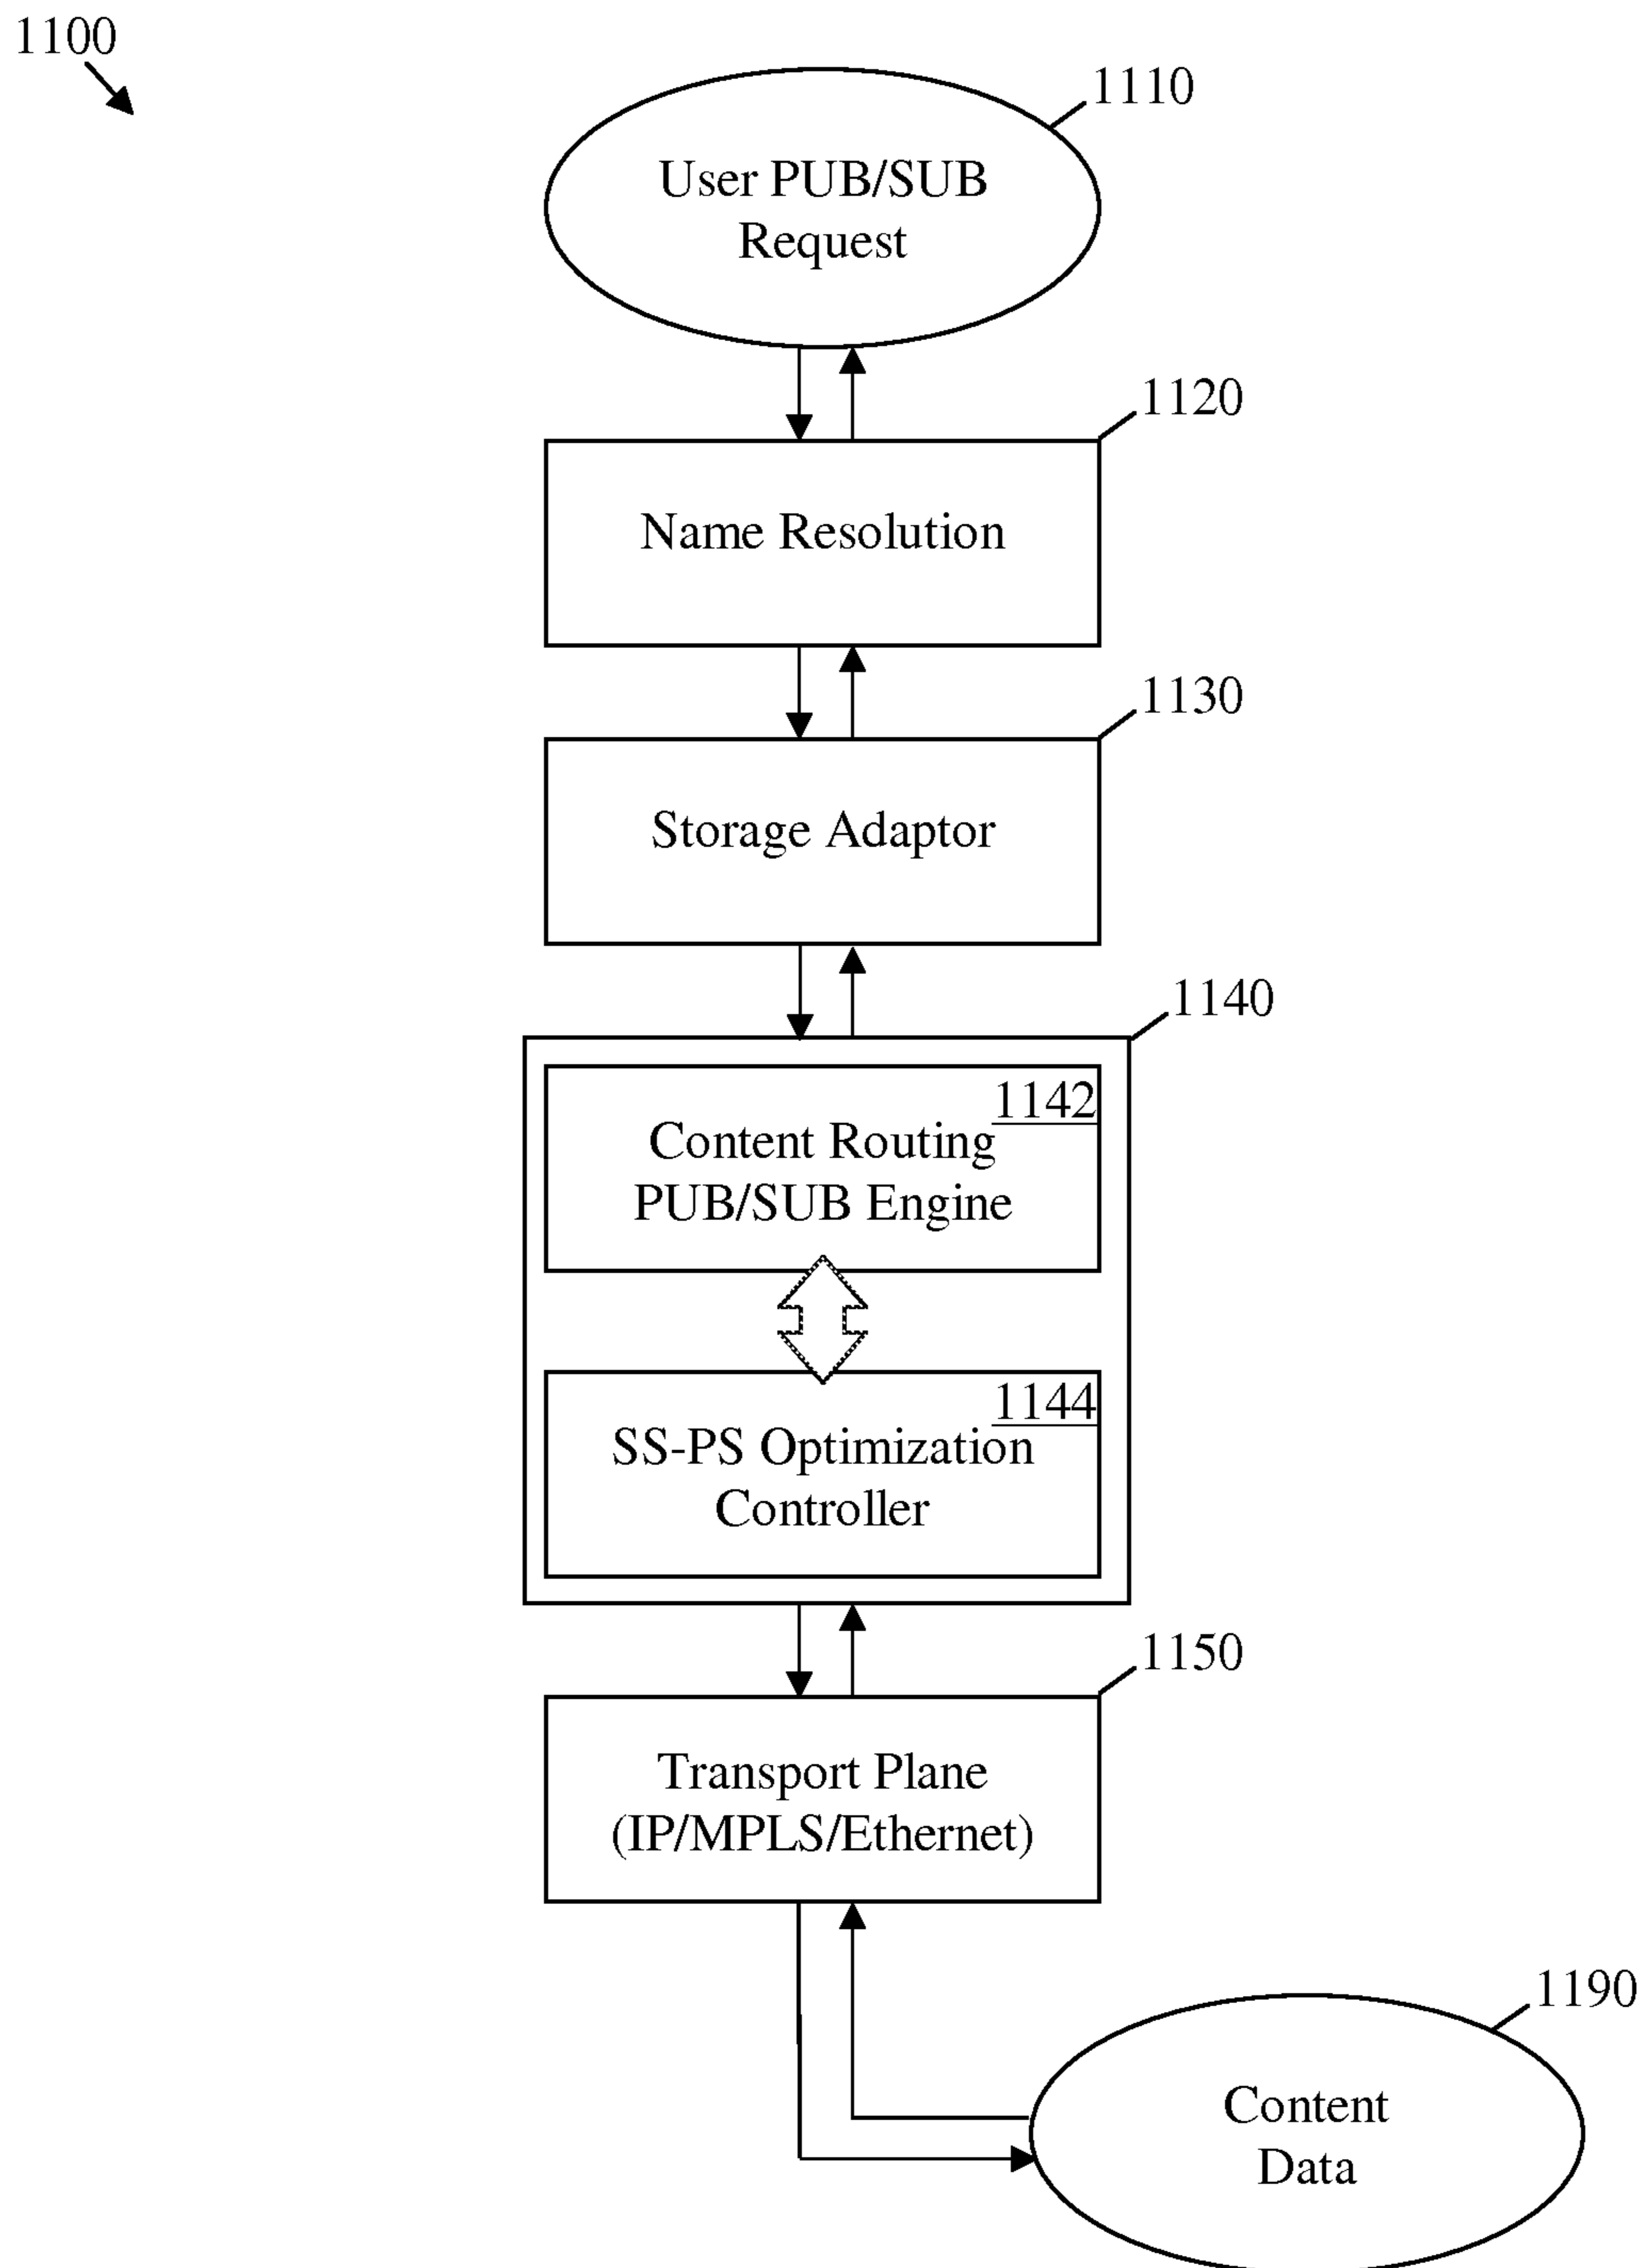 1100
1110
User PUB/SUB
Request
1120
Name Resolution
1130
Storage Adaptor
1140
1142
Content Routing
PUB/SUB Engine
1144
SS-PS Optimization
Controller
1150
Transport Plane
(IP/MPLS/Ethernet)
1190
Content
Data